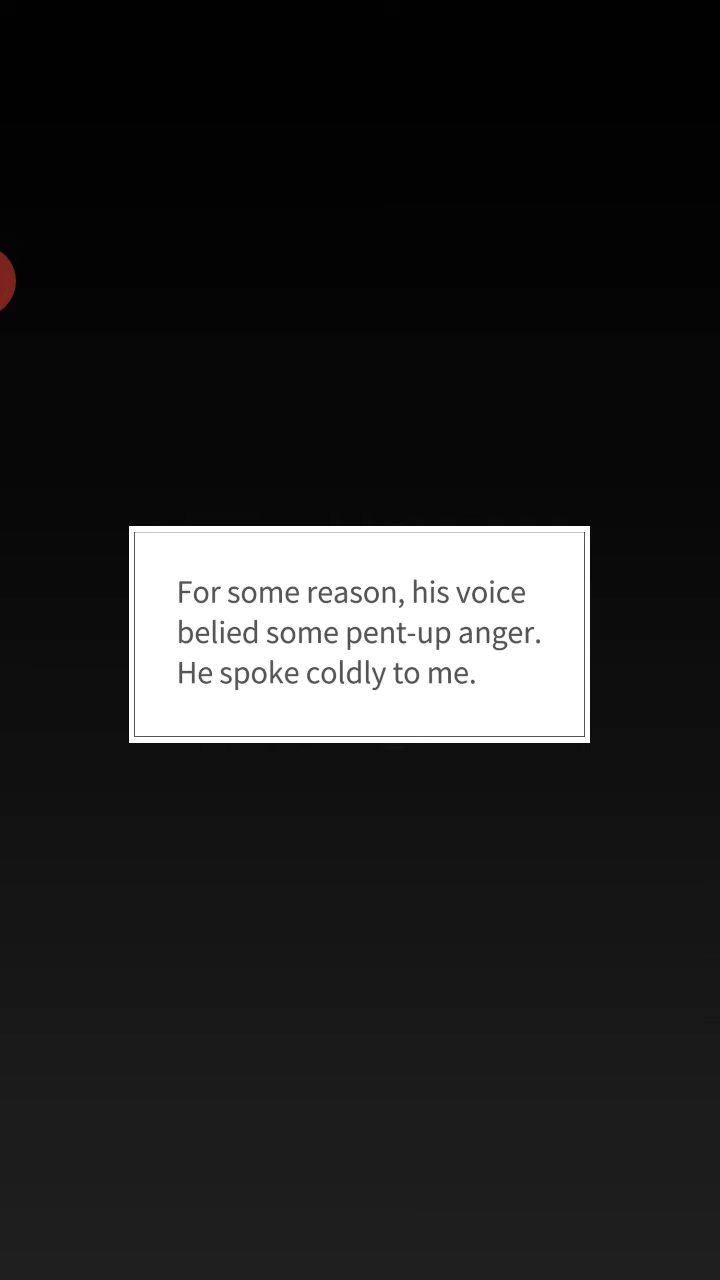 For some reason, his voice
belied some pent-up anger.
He spoke coldly to me.